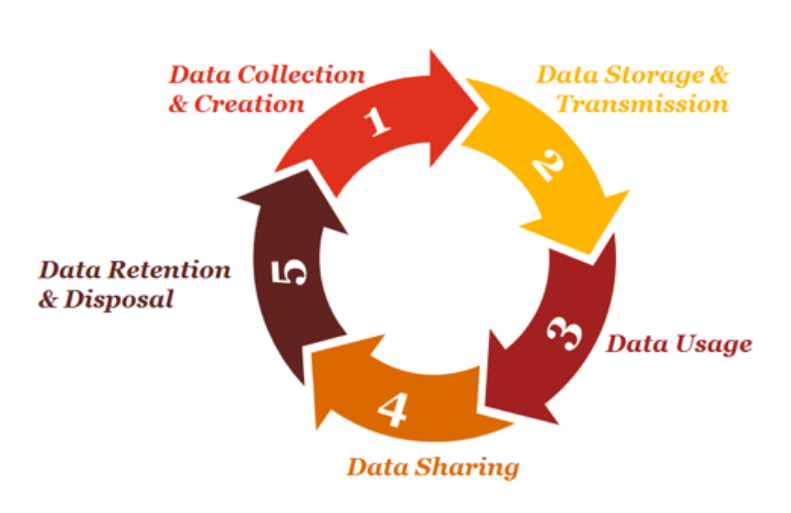 Data Collection
& Creation
1
Data Storage &
Transmission
2
3
Data Usage
4
Data Sharing
5
Data Retention
& Disposal